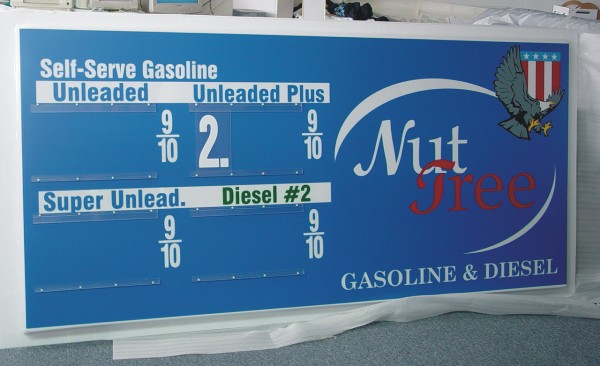 Self-Serve Gasoline
Unleaded Unleaded Plus
9/10 2. 9/10
Super Unlead. Diesel #2
9/10 9/10
Nut
Tree
GASOLINE & DIESEL